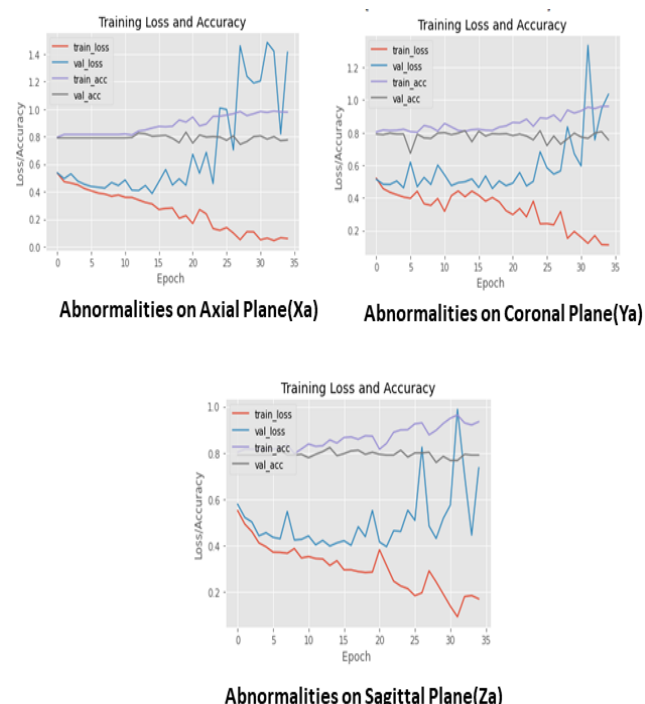 Training Loss and Accuracy
train_loss
val_loss
train_acc
val_acc
1.4
1.2
1.0
0.8
0.6
0.4
0.2
0.0
Loss/Accuracy
0 5 10 15 20 25 30 35
Epoch
Abnormalities on Axial Plane(Xa)
Training Loss and Accuracy
train_loss
val_loss
train_acc
val_acc
1.2
1.0
0.8
0.6
0.4
0.2
Loss/Accuracy
0 5 10 15 20 25 30 35
Epoch
Abnormalities on Coronal Plane(Ya)
Training Loss and Accuracy
train_loss
val_loss
train_acc
val_acc
1.0
0.8
0.6
0.4
0.2
Loss/Accuracy
0 5 10 15 20 25 30 35
Epoch
Abnormalities on Sagittal Plane(Za)